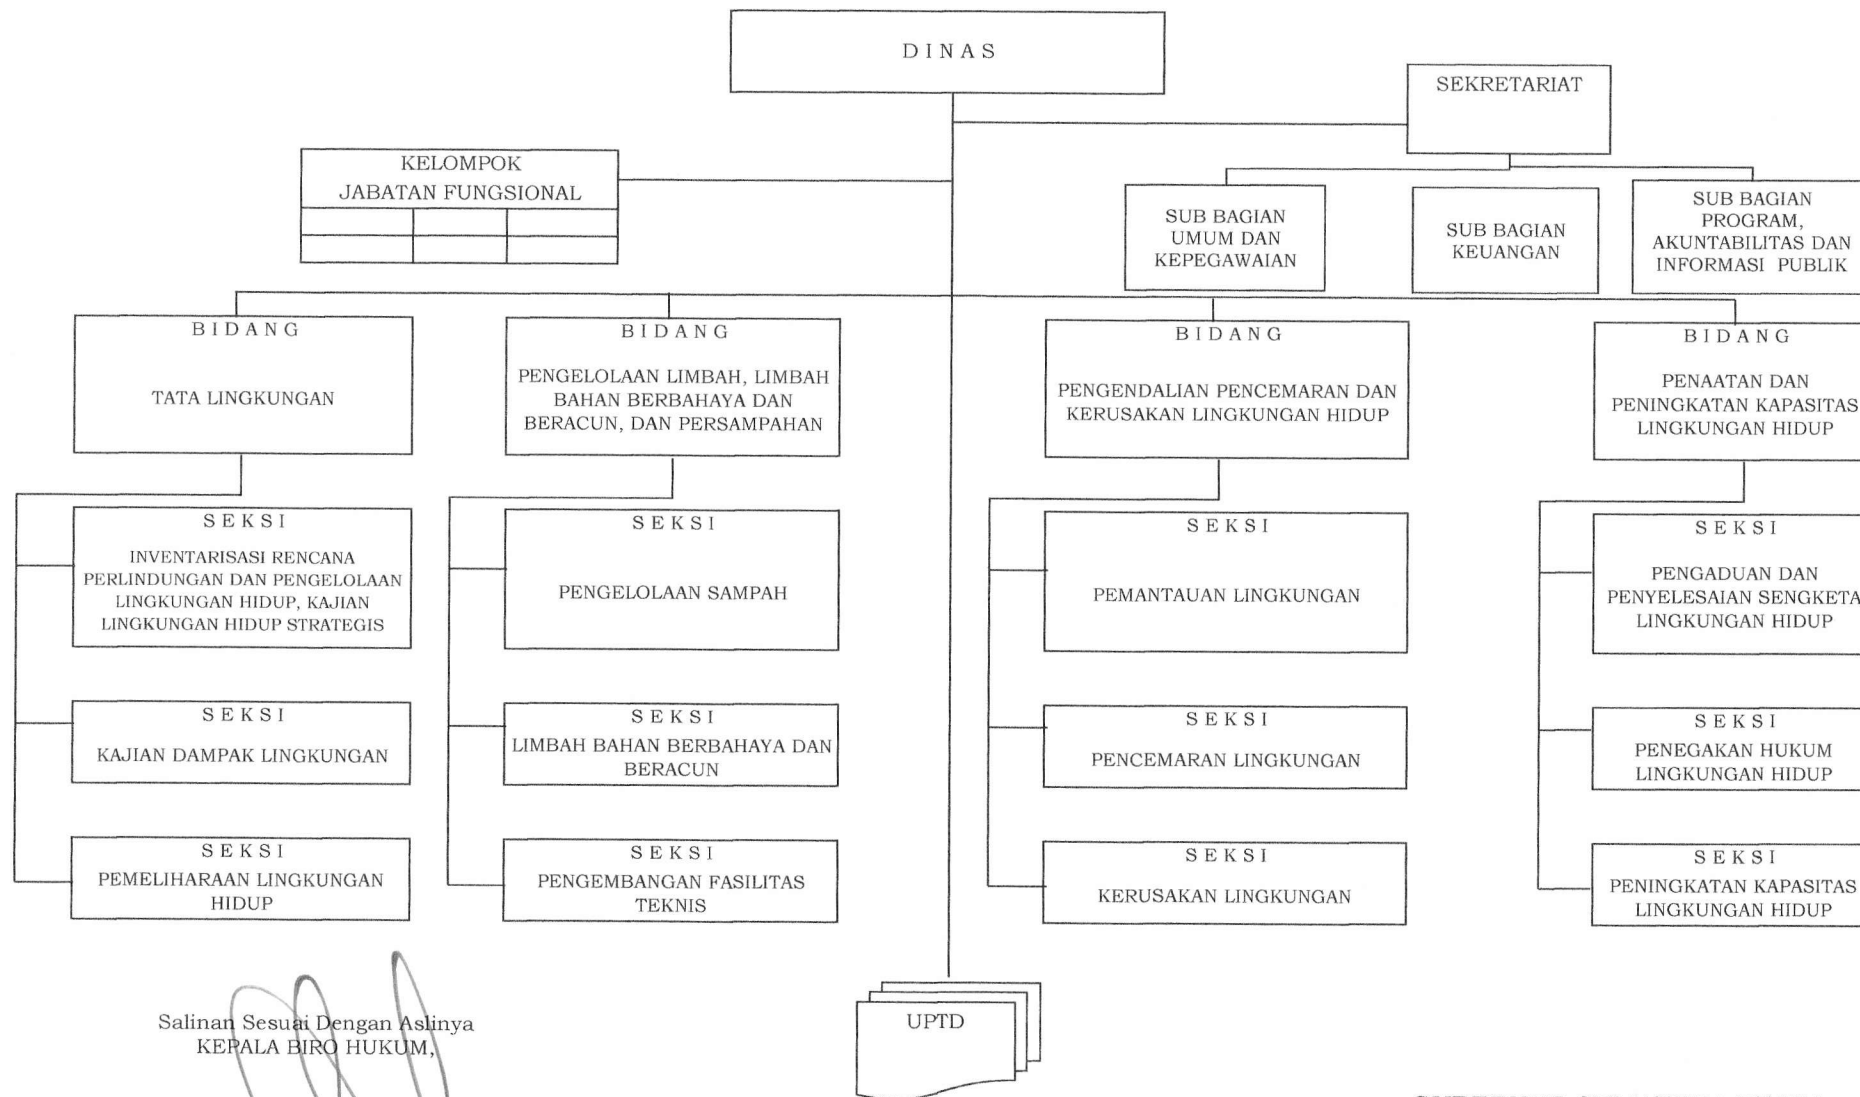 D I N A S
SEKRETARIAT
KELOMPOK
JABATAN FUNGSIONAL
SUB BAGIAN
UMUM DAN
KEPEGAWAIAN
SUB BAGIAN
KEUANGAN
SUB BAGIAN
PROGRAM,
AKUNTABILITAS DAN
INFORMASI PUBLIK
B I D A N G
TATA LINGKUNGAN
B I D A N G
PENGELOLAAN LIMBAH, LIMBAH
BAHAN BERBAHAYA DAN
BERACUN, DAN PERSAMPAHAN
B I D A N G
PENGENDALIAN PENCEMARAN DAN
KERUSAKAN LINGKUNGAN HIDUP
B I D A N G
PENAATAN DAN
PENINGKATAN KAPASITAS
LINGKUNGAN HIDUP
S E K S I
INVENTARISASI RENCANA
PERLINDUNGAN DAN PENGELOLAAN
LINGKUNGAN HIDUP, KAJIAN
LINGKUNGAN HIDUP STRATEGIS
S E K S I
PENGELOLAAN SAMPAH
S E K S I
PEMANTAUAN LINGKUNGAN
S E K S I
PENGADUAN DAN
PENYELESAIAN SENGKETA
LINGKUNGAN HIDUP
S E K S I
KAJIAN DAMPAK LINGKUNGAN
S E K S I
LIMBAH BAHAN BERBAHAYA DAN
BERACUN
S E K S I
PENCEMARAN LINGKUNGAN
S E K S I
PENEGAKAN HUKUM
LINGKUNGAN HIDUP
S E K S I
PEMELIHARAAN LINGKUNGAN
HIDUP
S E K S I
PENGEMBANGAN FASILITAS
TEKNIS
S E K S I
KERUSAKAN LINGKUNGAN
S E K S I
PENINGKATAN KAPASITAS
LINGKUNGAN HIDUP
UPTD
Salinan Sesuai Dengan Aslinya
KEPALA BIRO HUKUM,